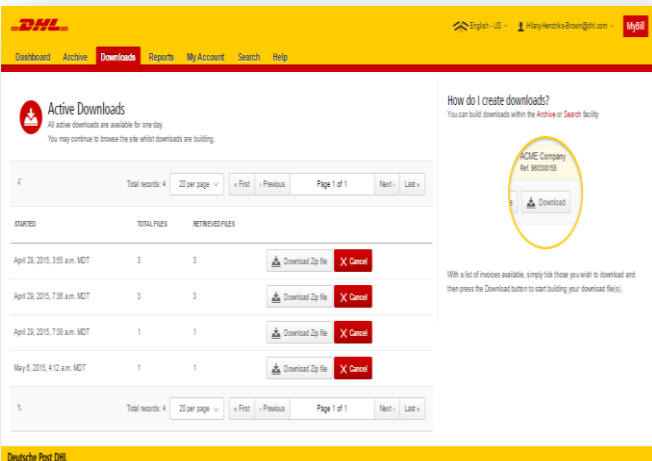 DHL
English - US
HilaryHendriks-Brown@dhl.com
MyBill
Dashboard Archive Downloads Reports My Account Search Help
Active Downloads
All active downloads are available for one day.
You may continue to browse the site whilst downloads are building.
Total records: 4 20 per page « First ‹ Previous Page 1 of 1 Next › Last »
STARTED TOTAL FILES RETRIEVED FILES
April 29, 2015, 3:55 a.m. MDT 3 3 Download Zip file X Cancel
April 29, 2015, 7:36 a.m. MDT 3 3 Download Zip file X Cancel
April 29, 2015, 7:38 a.m. MDT 1 1 Download Zip file X Cancel
May 6, 2015, 4:12 a.m. MDT 1 1 Download Zip file X Cancel
Total records: 4 20 per page « First ‹ Previous Page 1 of 1 Next › Last »
How do I create downloads?
You can build downloads within the Archive or Search facility
ACME Company
Ref. 960308158
Download
With a list of invoices available, simply tick those you wish to download and
then press the Download button to start building your download file(s).
Deutsche Post DHL